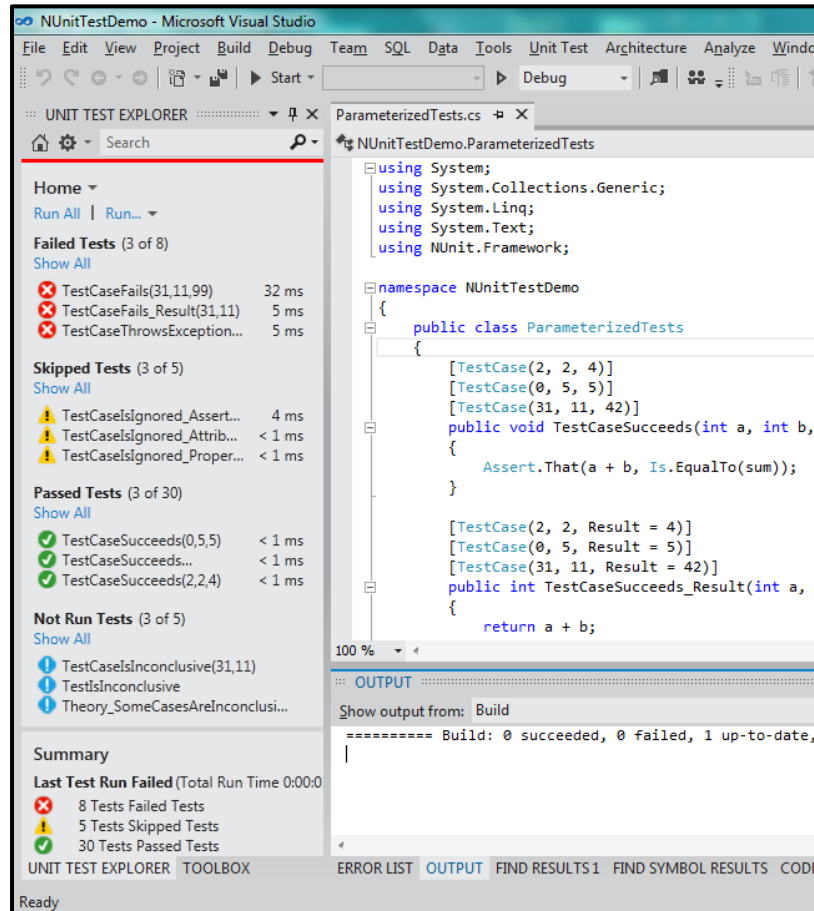 NUnitTestDemo - Microsoft Visual Studio
File Edit View Project Build Debug Team SQL Data Tools Unit Test Architecture Analyze Windo
Start Debug
UNIT TEST EXPLORER
Search
Home
Run All | Run...
Failed Tests (3 of 8)
Show All
TestCaseFails(31,11,99) 32 ms
TestCaseFails_Result(31,11) 5 ms
TestCaseThrowsException... 5 ms
Skipped Tests (3 of 5)
Show All
TestCaseIsIgnored_Assert... 4 ms
TestCaseIsIgnored_Attrib... < 1 ms
TestCaseIsIgnored_Proper... < 1 ms
Passed Tests (3 of 30)
Show All
TestCaseSucceeds(0,5,5) < 1 ms
TestCaseSucceeds... < 1 ms
TestCaseSucceeds(2,2,4) < 1 ms
Not Run Tests (3 of 5)
Show All
TestCaseIsInconclusive(31,11)
TestIsInconclusive
Theory_SomeCasesAreInconclusi...
Summary
Last Test Run Failed (Total Run Time 0:00:0
8 Tests Failed Tests
5 Tests Skipped Tests
30 Tests Passed Tests
UNIT TEST EXPLORER TOOLBOX
ParameterizedTests.cs
NUnitTestDemo.ParameterizedTests
using System;
using System.Collections.Generic;
using System.Linq;
using System.Text;
using NUnit.Framework;
namespace NUnitTestDemo
{
public class ParameterizedTests
{
[TestCase(2, 2, 4)]
[TestCase(0, 5, 5)]
[TestCase(31, 11, 42)]
public void TestCaseSucceeds(int a, int b,
{
Assert.That(a + b, Is.EqualTo(sum));
}
[TestCase(2, 2, Result = 4)]
[TestCase(0, 5, Result = 5)]
[TestCase(31, 11, Result = 42)]
public int TestCaseSucceeds_Result(int a,
{
return a + b;
100 %
OUTPUT
Show output from: Build
========== Build: 0 succeeded, 0 failed, 1 up-to-date,
ERROR LIST OUTPUT FIND RESULTS 1 FIND SYMBOL RESULTS CODE
Ready